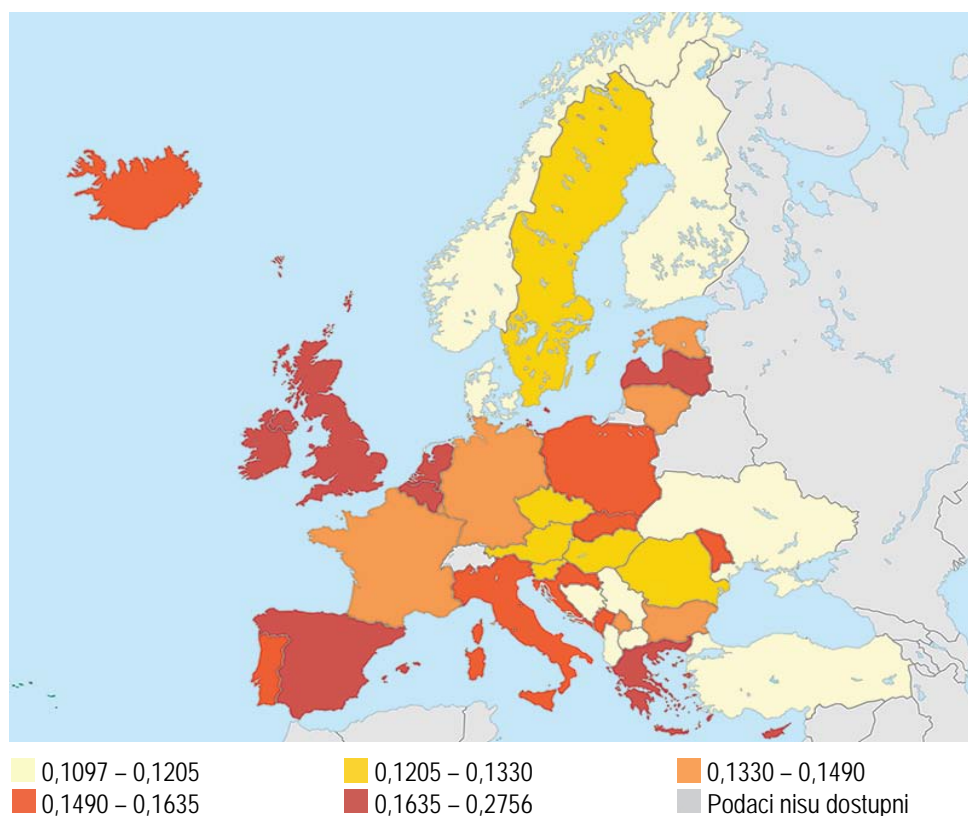 0,1097 – 0,1205
0,1205 – 0,1330
0,1330 – 0,1490
0,1490 – 0,1635
0,1635 – 0,2756
Podaci nisu dostupni